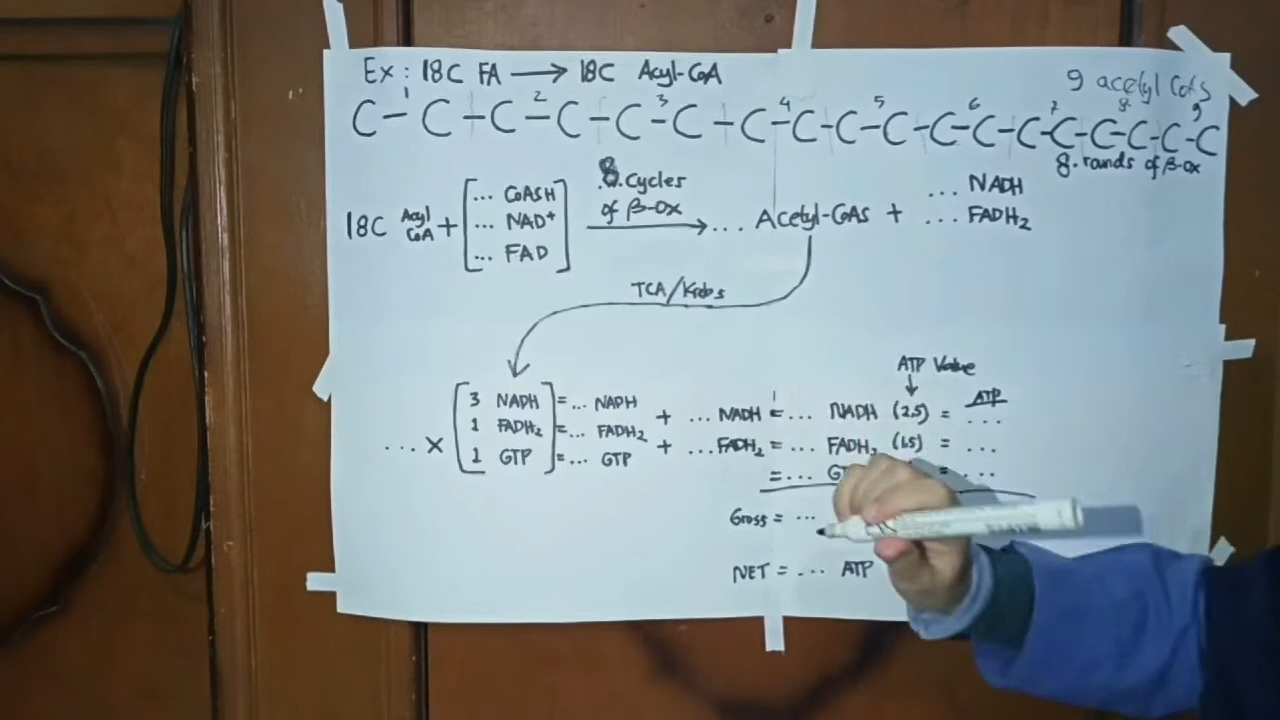 Ex : 18C FA → 18C Acyl-CoA
9 acetyl CoAs
1 2 3 4 5 6 7 8 9
C-C-C-C-C-C-C-C-C-C-C-C-C-C-C-C-C-C
8. rounds of β-ox
18C Acyl CoA + [... CoASH
... NAD+
... FAD]
8. Cycles
of β-Ox
→ ... Acetyl-CoAs +
... NADH
... FADH₂
TCA/Krebs
ATP Value
ATP
... × [3 NADH] = ... NADH + ... NADH = ... NADH (2,5) = ...
1 FADH₂ = ... FADH₂ + ... FADH₂ = ... FADH₂ (1.5) = ...
1 GTP = ... GTP = ... = ...
Gross = ...
NET = ... ATP